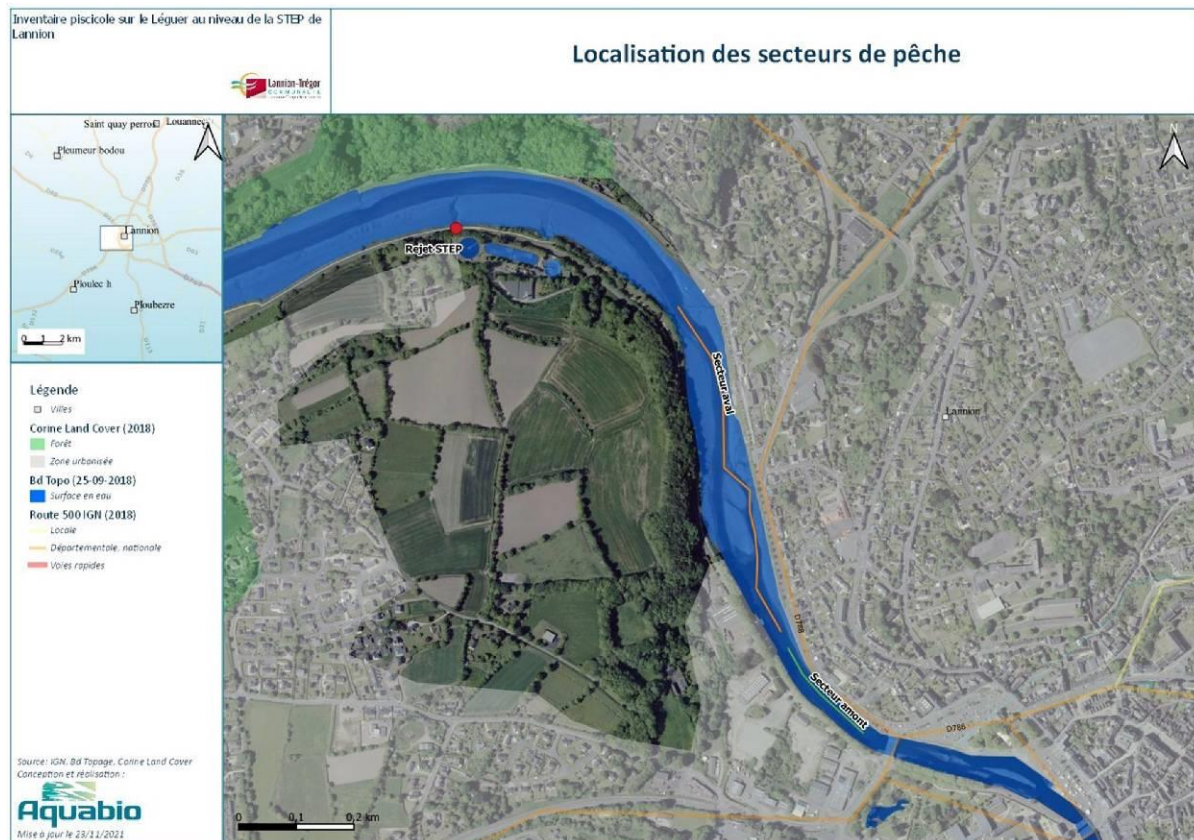 Inventaire piscicole sur le Léguer au niveau de la STEP de
Lannion
Lannion-Trégor
COMMUNAUTÉ
Localisation des secteurs de pêche
Saint quay perros
Louannec
Pleumeur bodou
Lannion
Ploulec h
Ploubezre
0 1 2 km
Légende
Villes
Corine Land Cover (2018)
Forêt
Zone urbanisée
Bd Topo (25-09-2018)
Surface en eau
Route 500 IGN (2018)
Locale
Départementale, nationale
Voies rapides
Source: IGN, Bd Topage, Corine Land Cover
Conception et réalisation :
Aquabio
Mise à jour le 23/11/2021
N
Rejet STEP
Secteur aval
Lannion
D788
Secteur amont
D786
0 0,1 0,2 km